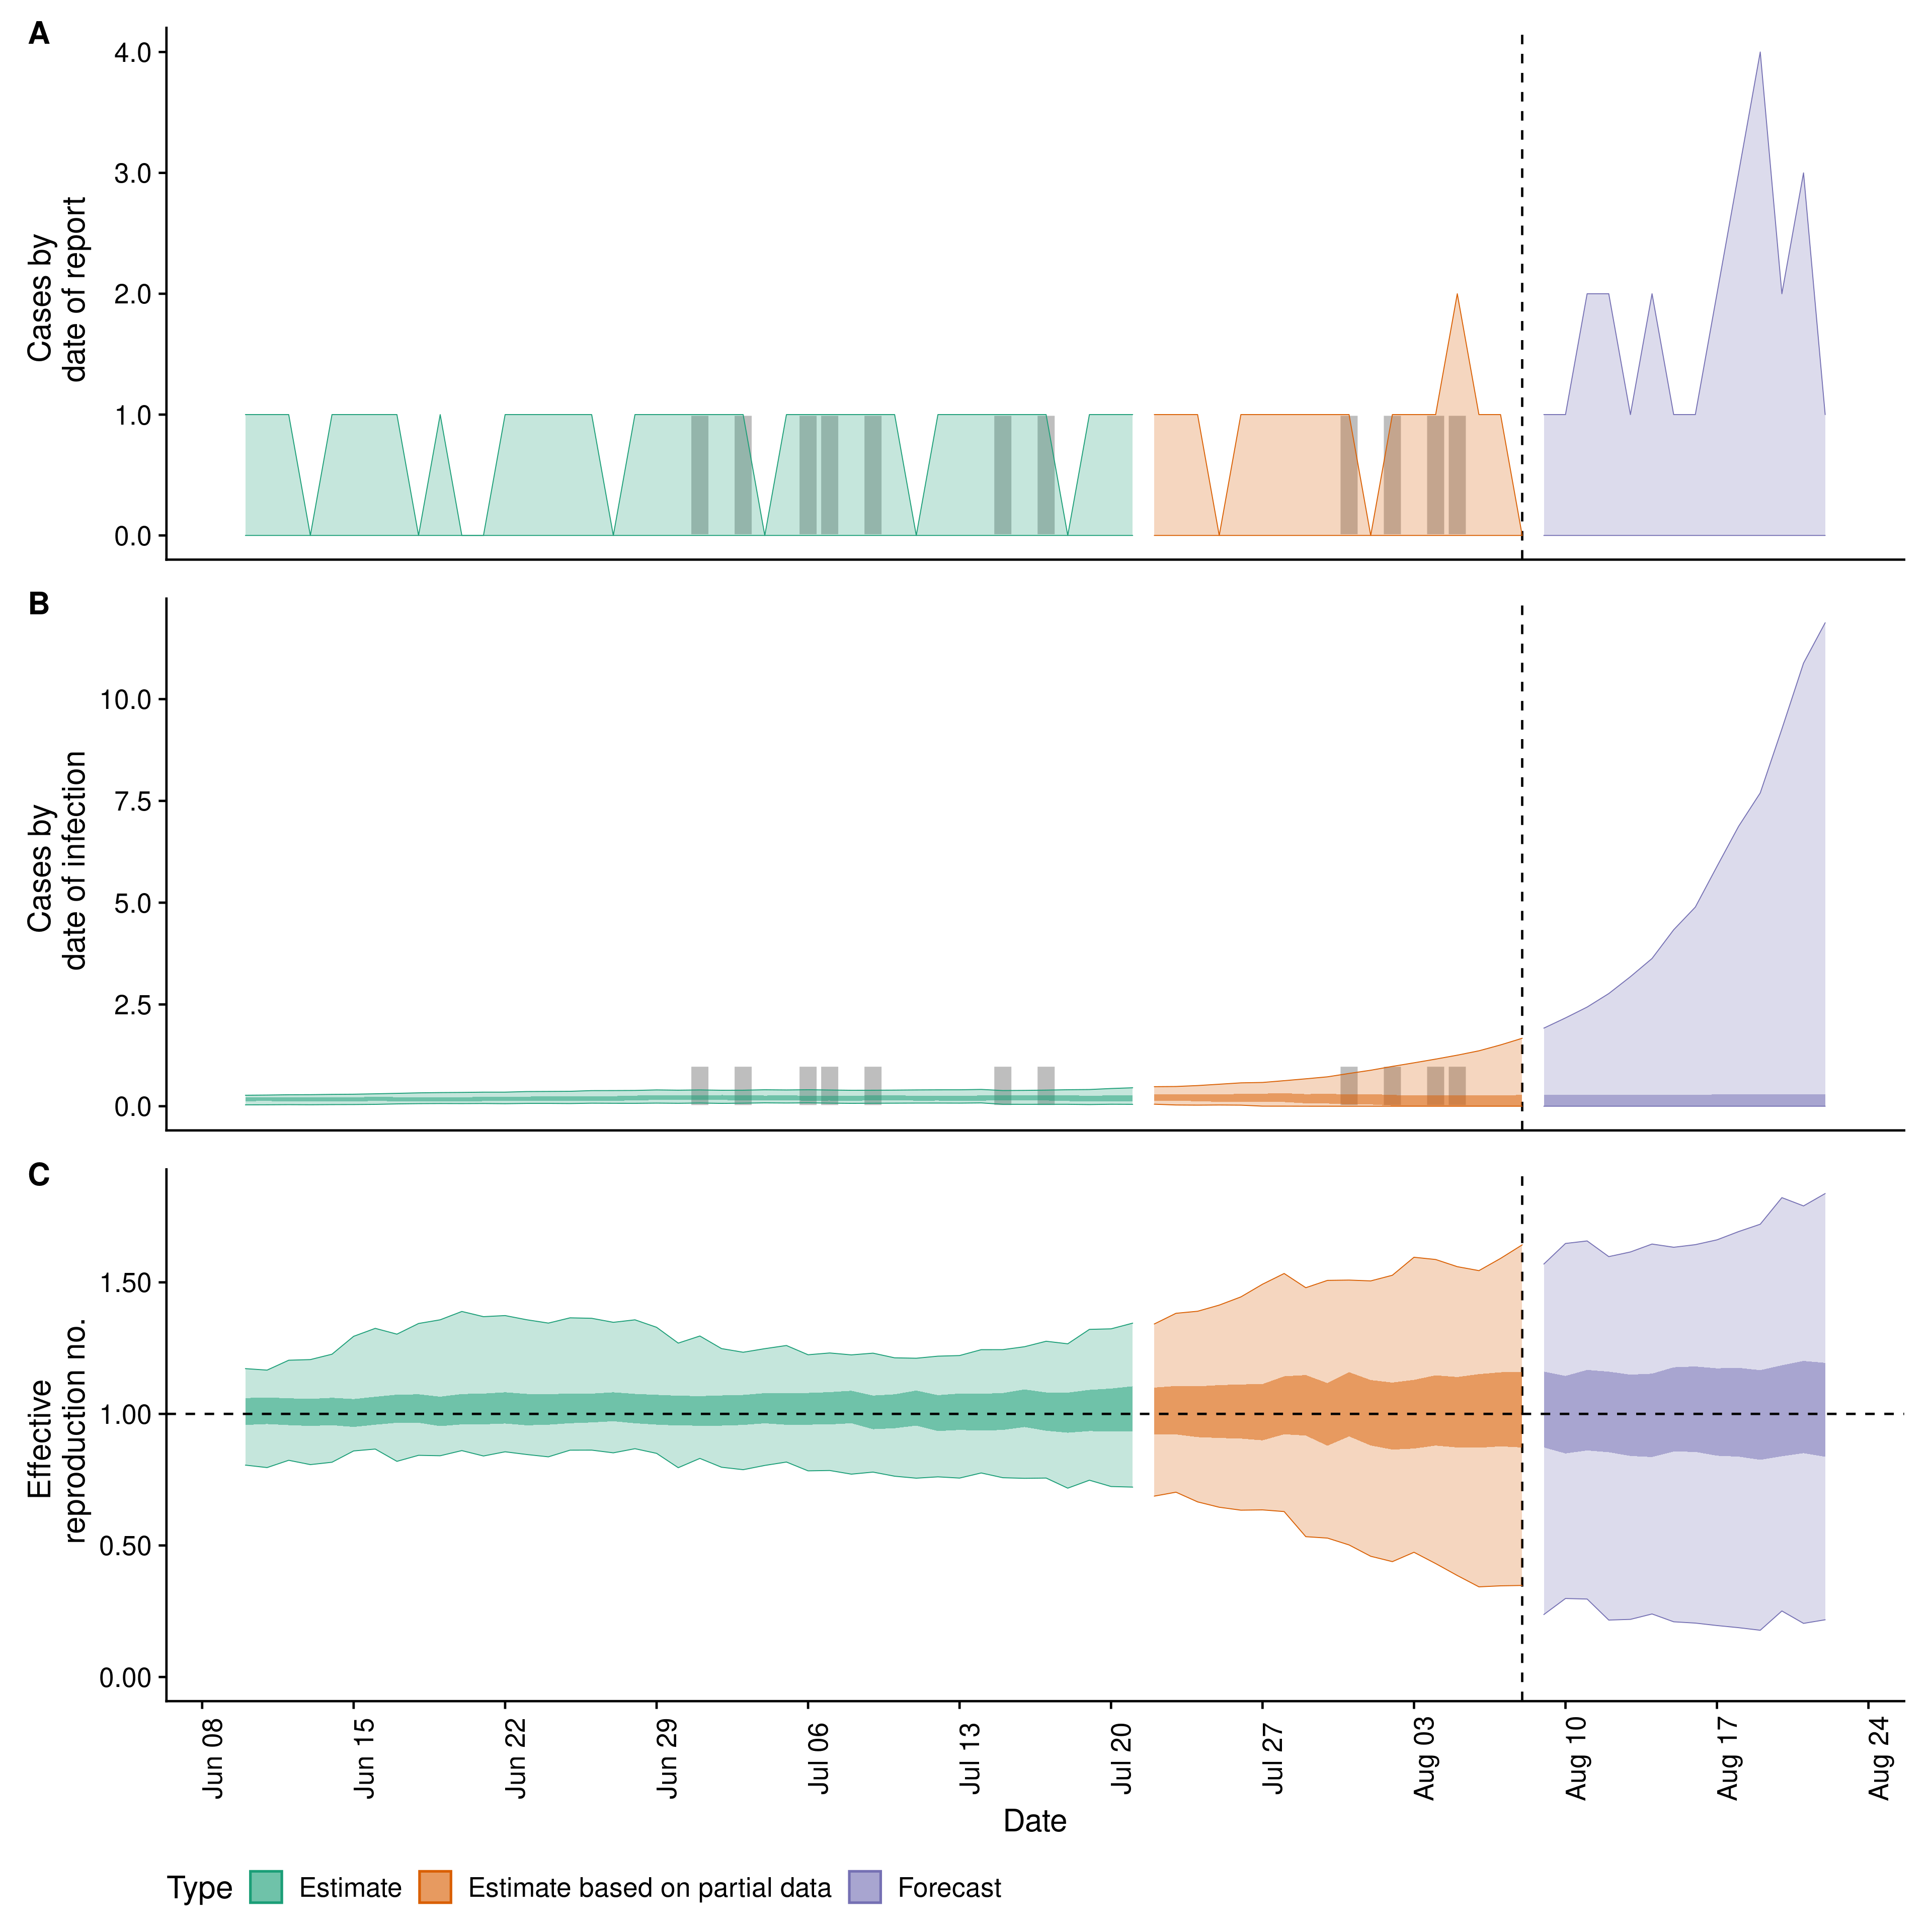 A
4.0
3.0
2.0
1.0
0.0
Cases by
date of report
B
10.0
7.5
5.0
2.5
0.0
Cases by
date of infection
C
1.50
1.00
0.50
0.00
Effective
reproduction no.
Jun 08
Jun 15
Jun 22
Jun 29
Jul 06
Jul 13
Jul 20
Jul 27
Aug 03
Aug 10
Aug 17
Aug 24
Date
Type Estimate Estimate based on partial data Forecast